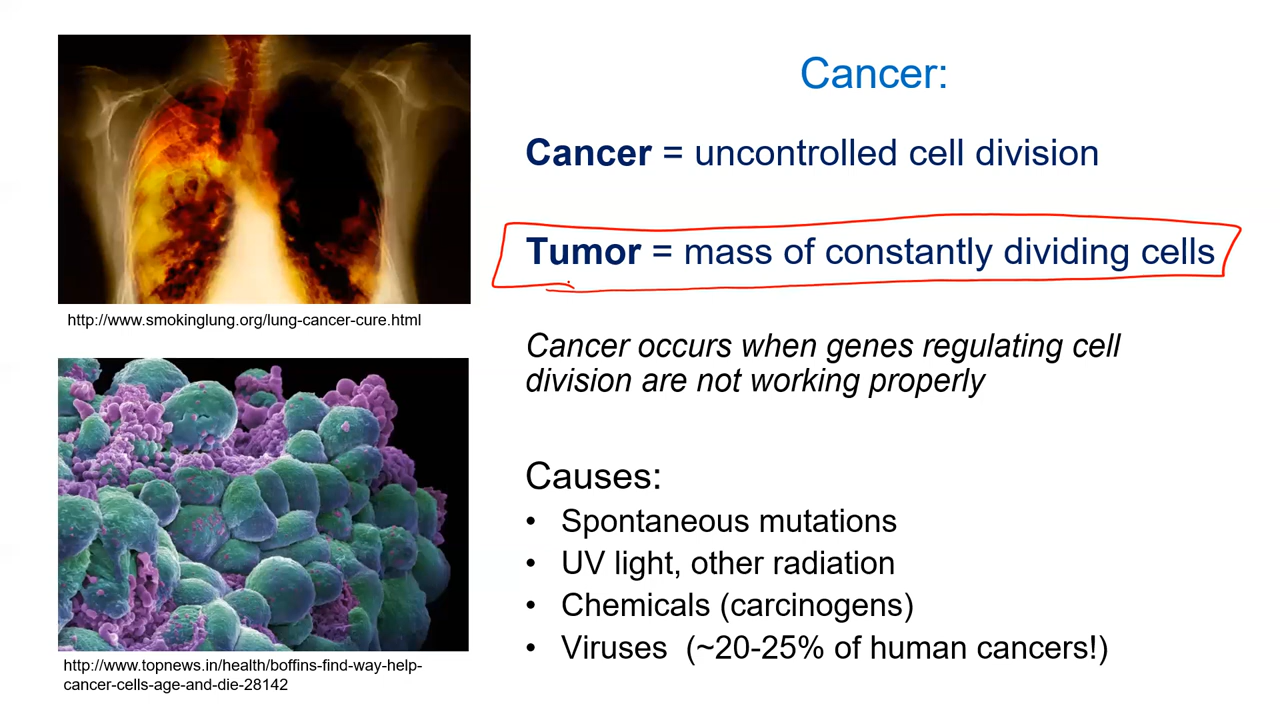 Cancer:
Cancer = uncontrolled cell division
Tumor = mass of constantly dividing cells
http://www.smokinglung.org/lung-cancer-cure.html
Cancer occurs when genes regulating cell
division are not working properly
Causes:
• Spontaneous mutations
• UV light, other radiation
• Chemicals (carcinogens)
• Viruses (~20-25% of human cancers!)
http://www.topnews.in/health/boffins-find-way-help-
cancer-cells-age-and-die-28142